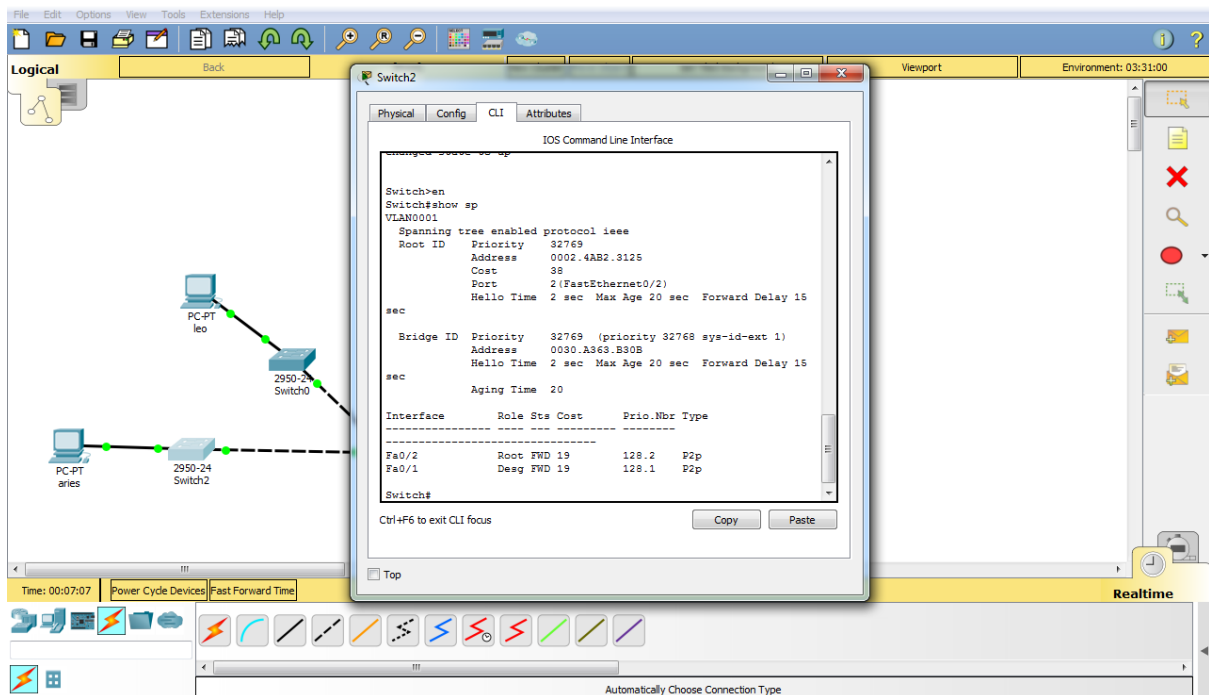 File Edit Options View Tools Extensions Help
Logical
Back
Viewport
Environment: 03:31:00
Switch2
Physical Config CLI Attributes
IOS Command Line Interface
Switch>en
Switch#show sp
VLAN0001
Spanning tree enabled protocol ieee
Root ID Priority 32769
Address 0002.4AB2.3125
Cost 38
Port 2(FastEthernet0/2)
Hello Time 2 sec Max Age 20 sec Forward Delay 15
sec
Bridge ID Priority 32769 (priority 32768 sys-id-ext 1)
Address 0030.A363.B30B
Hello Time 2 sec Max Age 20 sec Forward Delay 15
sec
Aging Time 20
Interface Role Sts Cost Prio.Nbr Type
---------------- ---- --- --------- --------
--------------------------------
Fa0/2 Root FWD 19 128.2 P2p
Fa0/1 Desg FWD 19 128.1 P2p
Switch#
Ctrl+F6 to exit CLI focus
Copy Paste
Top
PC-PT
leo
2950-24
Switch0
PC-PT
aries
2950-24
Switch2
Time: 00:07:07 Power Cycle Devices Fast Forward Time
Realtime
Automatically Choose Connection Type